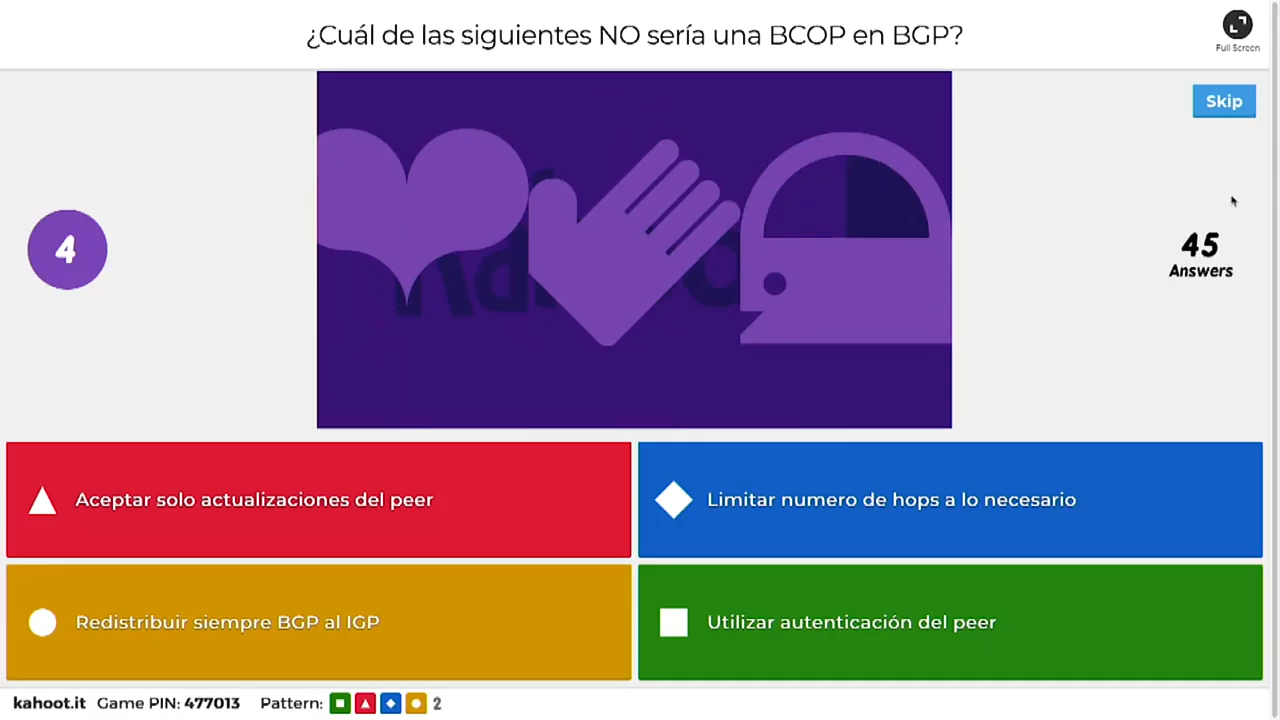 ¿Cuál de las siguientes NO sería una BCOP en BGP?
Full Screen
Skip
4
45
Answers
Aceptar solo actualizaciones del peer
Limitar numero de hops a lo necesario
Redistribuir siempre BGP al IGP
Utilizar autenticación del peer
kahoot.it Game PIN: 477013 Pattern: 2